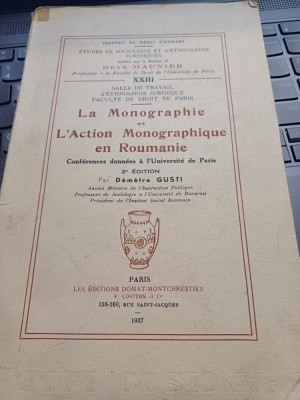 INSTITUT DE DROIT COMPARÉ
ÉTUDES DE SOCIOLOGIE ET D'ETHNOLOGIE
JURIDIQUES
publiées sous la Direction de
RENÉ MAUNIER
Professeur à la Faculté de Droit de l'Université de Paris
XXIII
SALLE DE TRAVAIL
D'ETHNOLOGIE JURIDIQUE
FACULTÉ DE DROIT DE PARIS
La Monographie
et
L'Action Monographique
en Roumanie
Conférences données à l'Université de Paris
2e ÉDITION
Par Démètre GUSTI
Ancien Ministre de l'Instruction Publique
Professeur de Sociologie à l'Université de Bucarest
Président de l'Institut Social Roumain
PARIS
LES ÉDITIONS DOMAT-MONTCHRESTIEN
F. LOVITON & Cie
158-160, RUE SAINT-JACQUES
1937